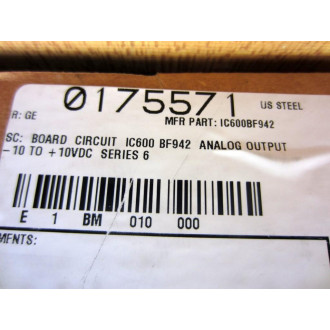 0175571 US STEEL
R: GE MFR PART: IC600BF942
SC: BOARD CIRCUIT IC600 BF942 ANALOG OUTPUT
-10 TO +10VDC SERIES 6
E 1 BM 010 000
MENTS: